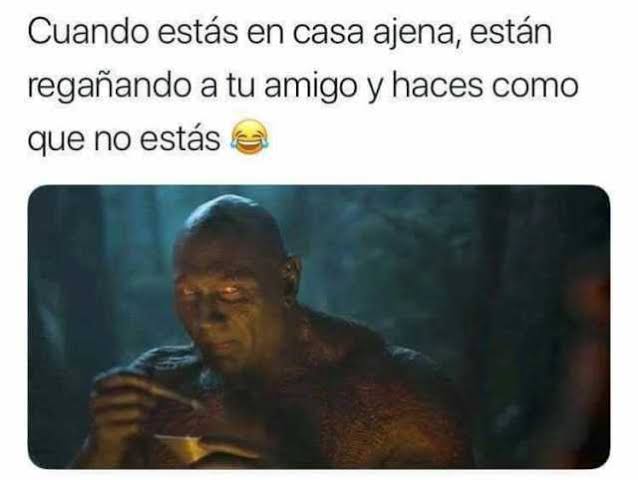 Cuando estás en casa ajena, están
regañando a tu amigo y haces como
que no estás 😂